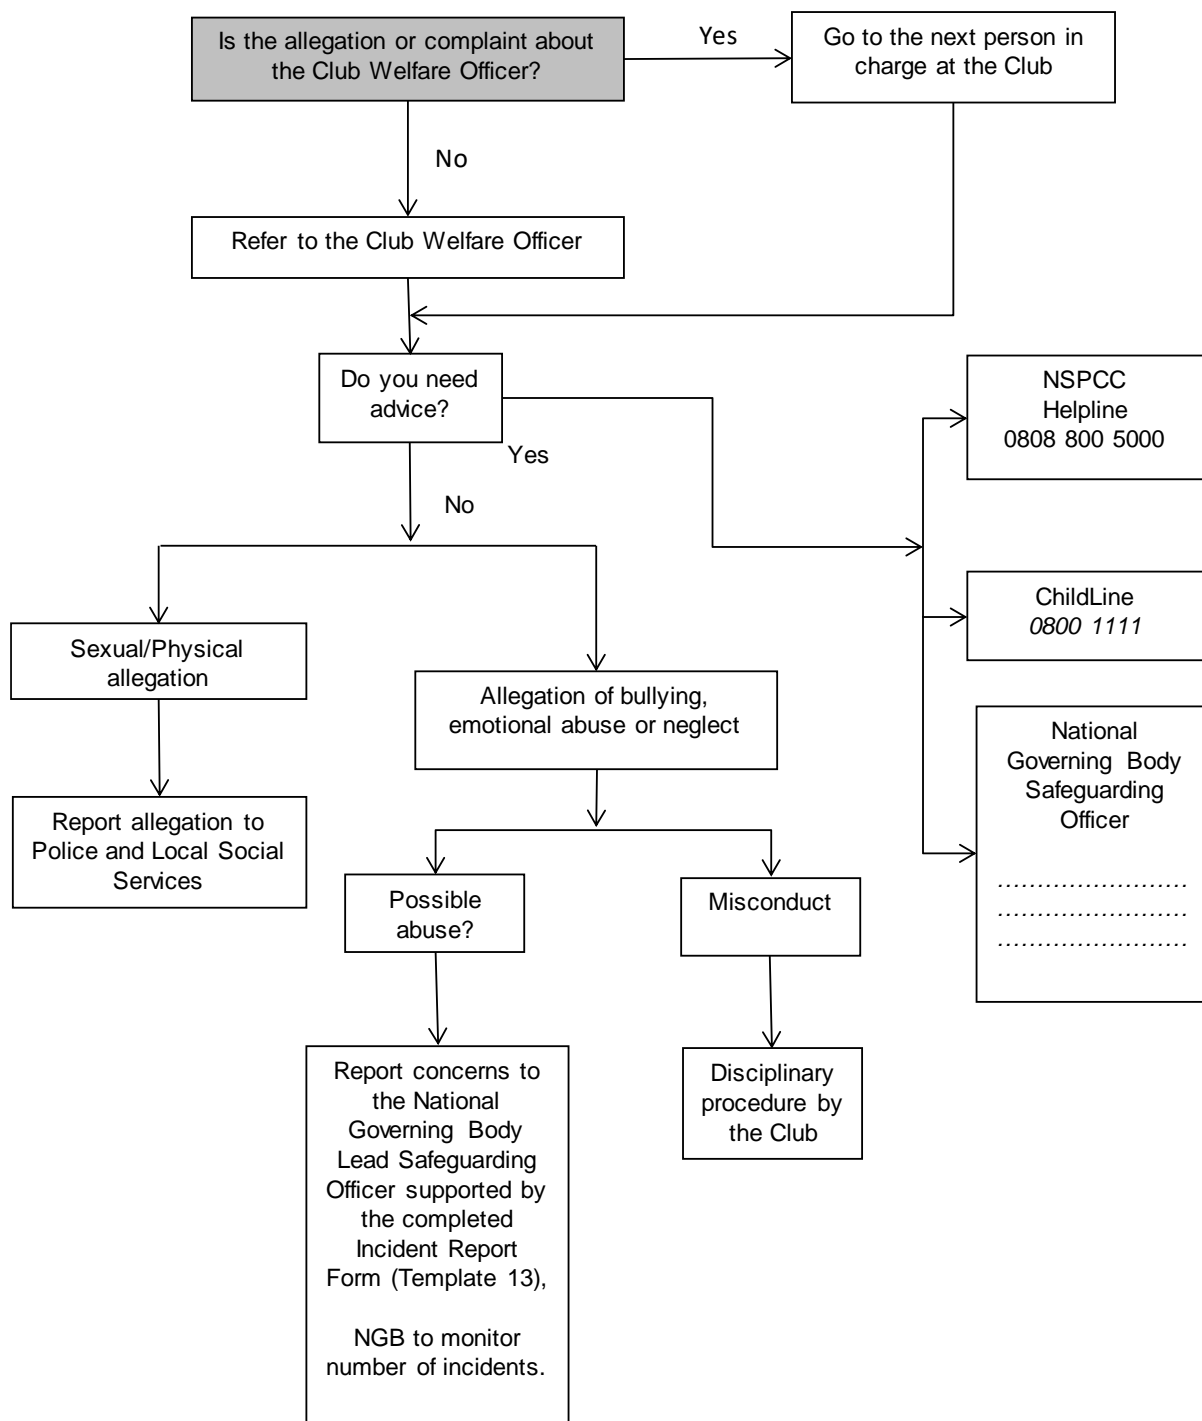 Is the allegation or complaint about
the Club Welfare Officer?
Yes
Go to the next person in
charge at the Club
No
Refer to the Club Welfare Officer
Do you need
advice?
Yes
No
NSPCC
Helpline
0808 800 5000
ChildLine
0800 1111
National
Governing Body
Safeguarding
Officer
........................
........................
........................
Sexual/Physical
allegation
Report allegation to
Police and Local Social
Services
Allegation of bullying,
emotional abuse or neglect
Possible
abuse?
Misconduct
Report concerns to
the National
Governing Body
Lead Safeguarding
Officer supported by
the completed
Incident Report
Form (Template 13),
NGB to monitor
number of incidents.
Disciplinary
procedure by
the Club